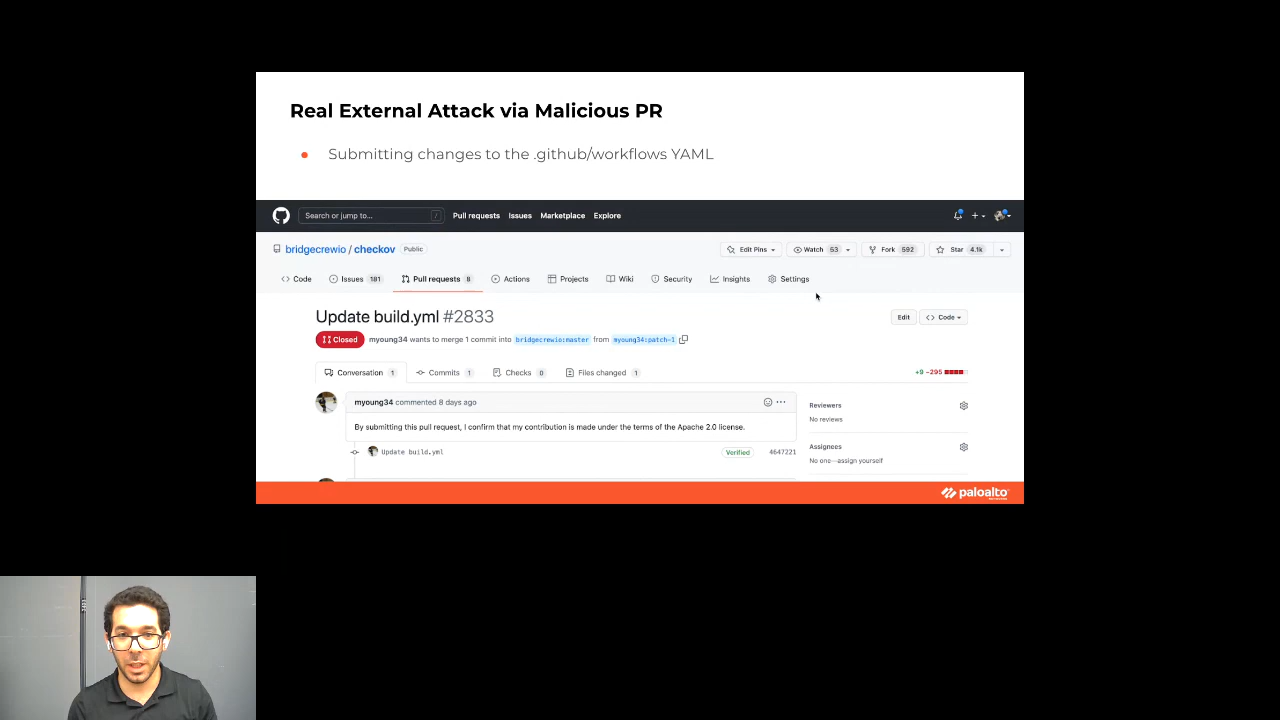 Real External Attack via Malicious PR
Submitting changes to the .github/workflows YAML
Search or jump to... /
Pull requests Issues Marketplace Explore
bridgecrewio / checkov Public
Edit Pins Watch 53 Fork 592 Star 4.1k
Code Issues 181 Pull requests 8 Actions Projects Wiki Security Insights Settings
Update build.yml #2833
Edit Code
Closed myoung34 wants to merge 1 commit into bridgecrewio:master from myoung34:patch-1
Conversation 1 Commits 1 Checks 0 Files changed 1
+9 −295
myoung34 commented 8 days ago
By submitting this pull request, I confirm that my contribution is made under the terms of the Apache 2.0 license.
Update build.yml Verified 4647221
Reviewers
No reviews
Assignees
No one—assign yourself
paloalto